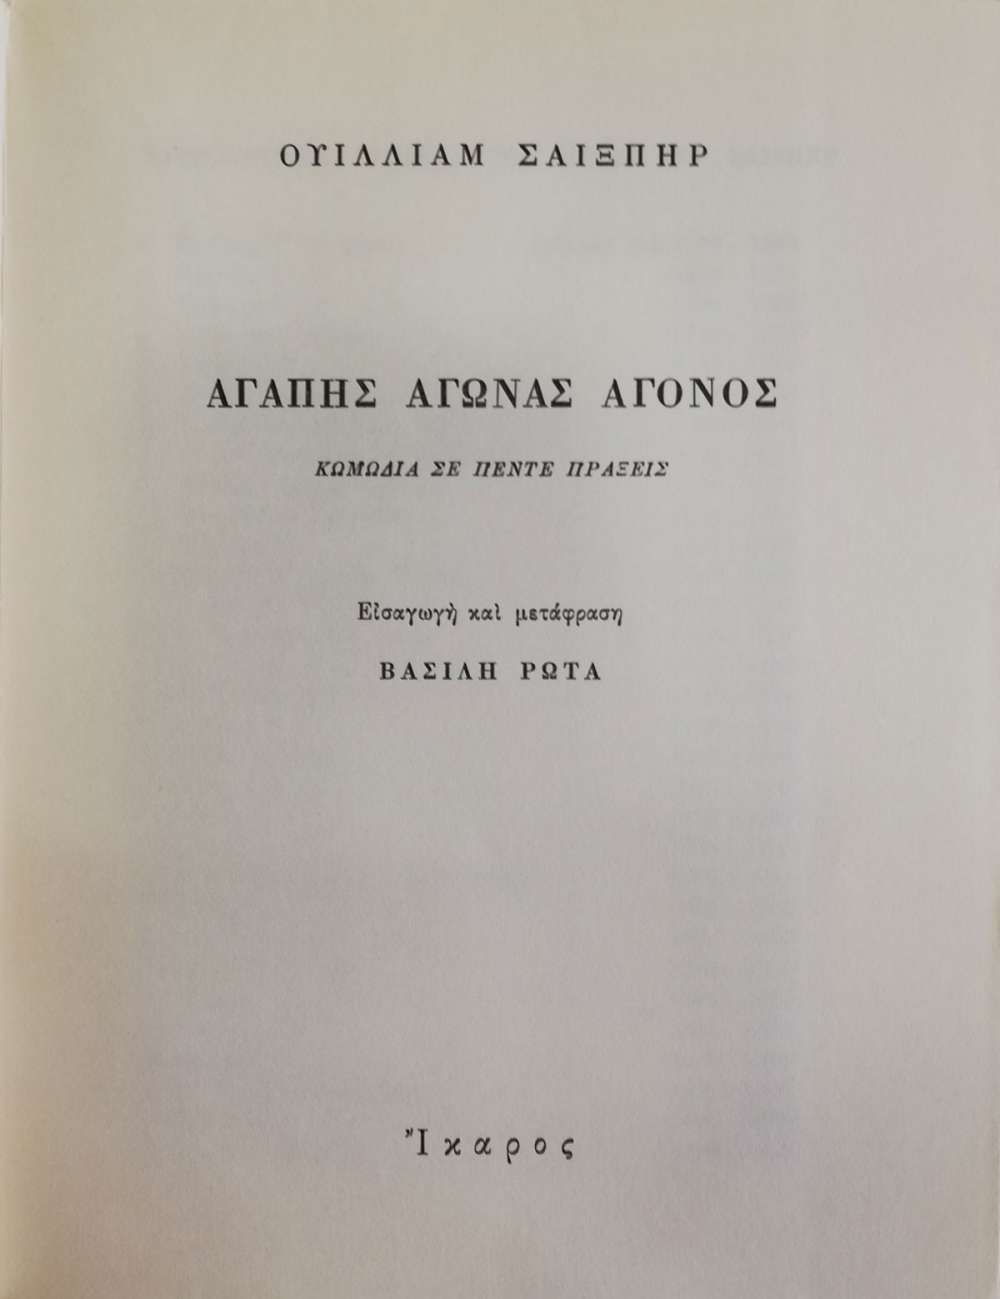 ΟΥΙΛΛΙΑΜ ΣΑΙΞΠΗΡ
ΑΓΑΠΗΣ ΑΓΩΝΑΣ ΑΓΟΝΟΣ
ΚΩΜΩΔΙΑ ΣΕ ΠΕΝΤΕ ΠΡΑΞΕΙΣ
Εἰσαγωγὴ καὶ μετάφραση
ΒΑΣΙΛΗ ΡΩΤΑ
Ἴκαρος